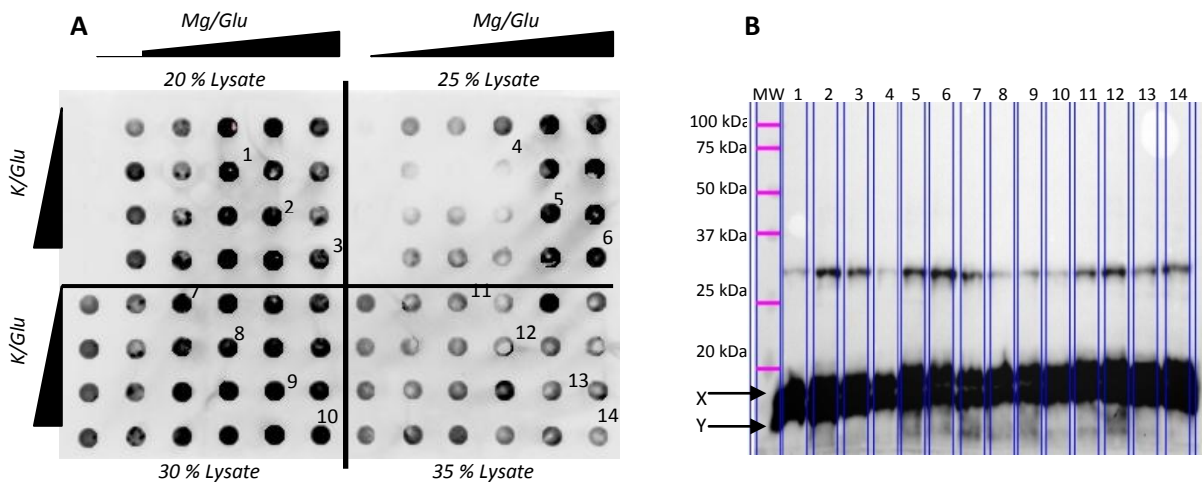 A
Mg/Glu
Mg/Glu
20 % Lysate
25 % Lysate
K/Glu
K/Glu
1
2
3
4
5
6
7
8
9
10
11
12
13
14
30 % Lysate
35 % Lysate
B
MW 1 2 3 4 5 6 7 8 9 10 11 12 13 14
100 kDa
75 kDa
50 kDa
37 kDa
25 kDa
20 kDa
X
Y